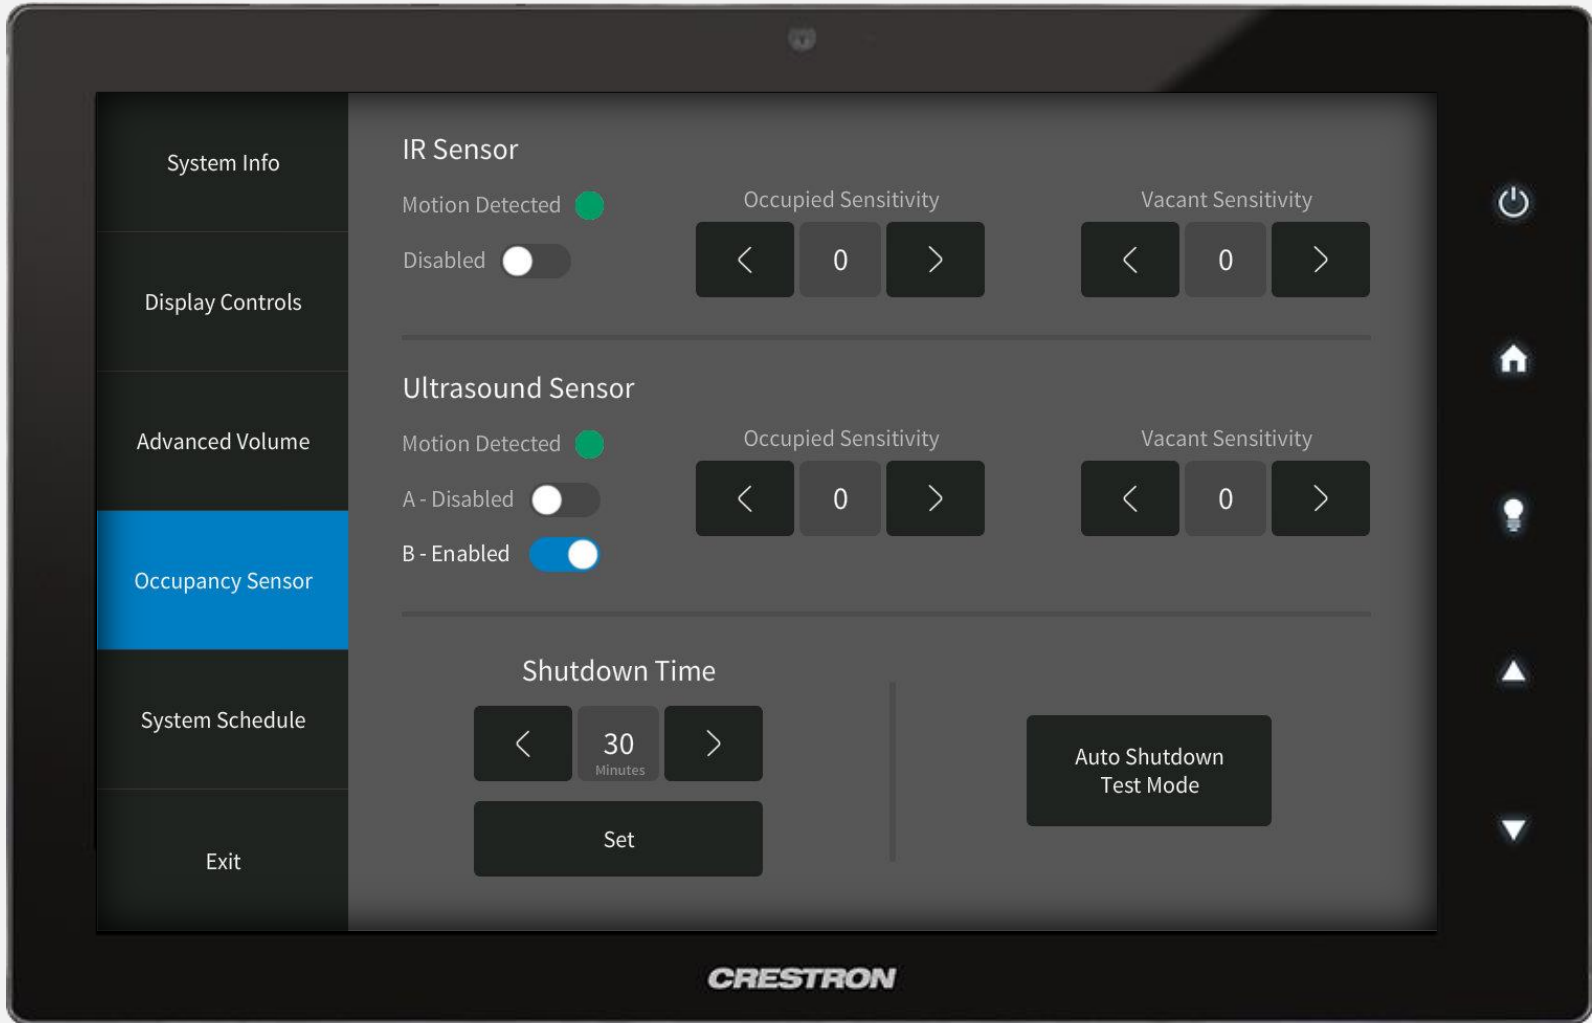 System Info
Display Controls
Advanced Volume
Occupancy Sensor
System Schedule
Exit
IR Sensor
Motion Detected
Disabled
Occupied Sensitivity
0
Vacant Sensitivity
0
Ultrasound Sensor
Motion Detected
A - Disabled
B - Enabled
Occupied Sensitivity
0
Vacant Sensitivity
0
Shutdown Time
30
Minutes
Set
Auto Shutdown
Test Mode
CRESTRON